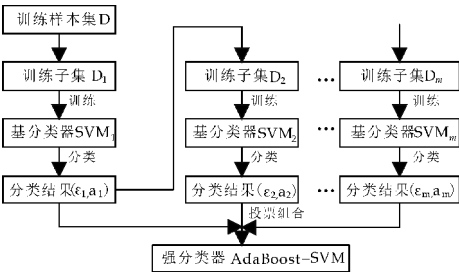 训练样本集D
训练子集 D₁
训练子集D₂
...
训练子集Dₘ
训练
训练
训练
基分类器SVM₁
基分类器SVM₂
...
基分类器SVMₘ
分类
分类
分类
分类结果(ε₁,a₁)
分类结果(ε₂,a₂)
...
分类结果(εₘ,aₘ)
投票组合
强分类器 AdaBoost-SVM